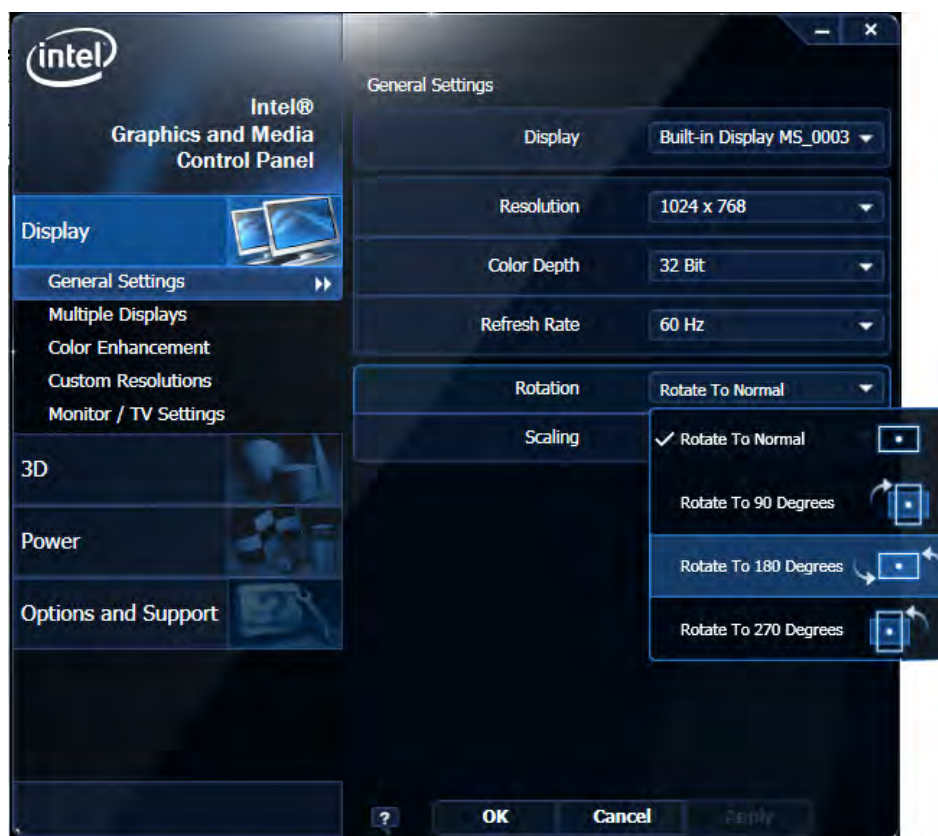 intel
Intel®
Graphics and Media
Control Panel
Display
General Settings
Multiple Displays
Color Enhancement
Custom Resolutions
Monitor / TV Settings
3D
Power
Options and Support
General Settings
Display Built-in Display MS_0003
Resolution 1024 x 768
Color Depth 32 Bit
Refresh Rate 60 Hz
Rotation Rotate To Normal
Scaling
Rotate To Normal
Rotate To 90 Degrees
Rotate To 180 Degrees
Rotate To 270 Degrees
? OK Cancel Apply